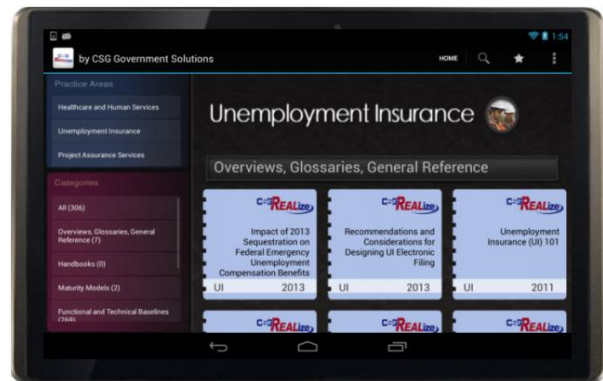 1:54
by CSG Government Solutions
HOME
Practice Areas
Healthcare and Human Services
Unemployment Insurance
Project Assurance Services
Categories
All (306)
Overviews, Glossaries, General
Reference (7)
Handbooks (0)
Maturity Models (2)
Functional and Technical Baselines
(269)
Unemployment Insurance
Overviews, Glossaries, General Reference
CSG REALize
Impact of 2013
Sequestration on
Federal Emergency
Unemployment
Compensation Benefits
UI 2013
CSG REALize
Recommendations and
Considerations for
Designing UI Electronic
Filing
UI 2013
CSG REALize
Unemployment
Insurance (UI) 101
UI 2011
CSG REALize
CSG REALize
CSG REALize